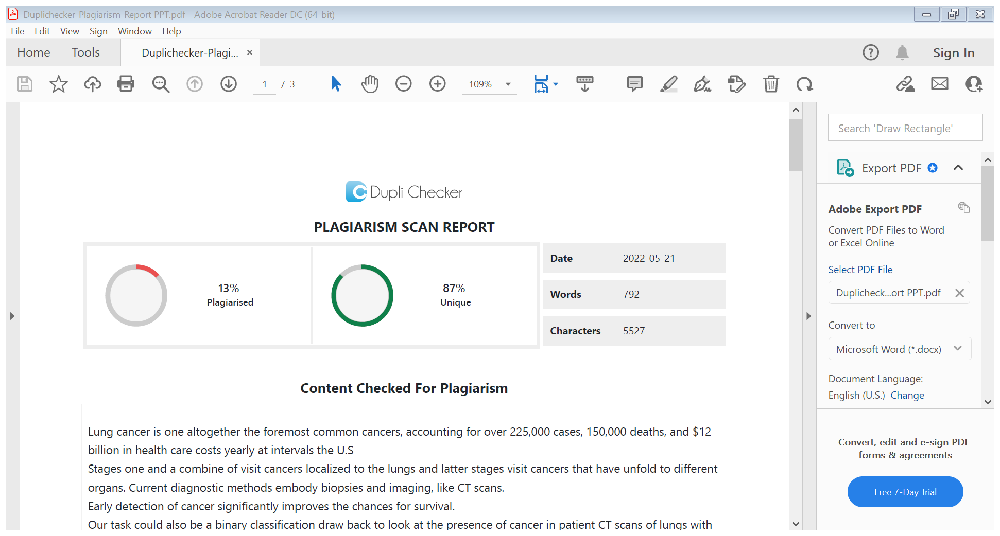 Duplichecker-Plagiarism-Report PPT.pdf - Adobe Acrobat Reader DC (64-bit)
File Edit View Sign Window Help
Home Tools Duplichecker-Plagi... × Sign In
1 / 3 109%
Search 'Draw Rectangle'
Export PDF
Adobe Export PDF
Convert PDF Files to Word
or Excel Online
Select PDF File
Duplicheck...ort PPT.pdf
Convert to
Microsoft Word (*.docx)
Document Language:
English (U.S.) Change
Convert, edit and e-sign PDF
forms & agreements
Free 7-Day Trial
Dupli Checker
PLAGIARISM SCAN REPORT
13%
Plagiarised
87%
Unique
Date 2022-05-21
Words 792
Characters 5527
Content Checked For Plagiarism
Lung cancer is one altogether the foremost common cancers, accounting for over 225,000 cases, 150,000 deaths, and $12
billion in health care costs yearly at intervals the U.S
Stages one and a combine of visit cancers localized to the lungs and latter stages visit cancers that have unfold to different
organs. Current diagnostic methods embody biopsies and imaging, like CT scans.
Early detection of cancer significantly improves the chances for survival.
Our task could also be a binary classification draw back to look at the presence of cancer in patient CT scans of lungs with